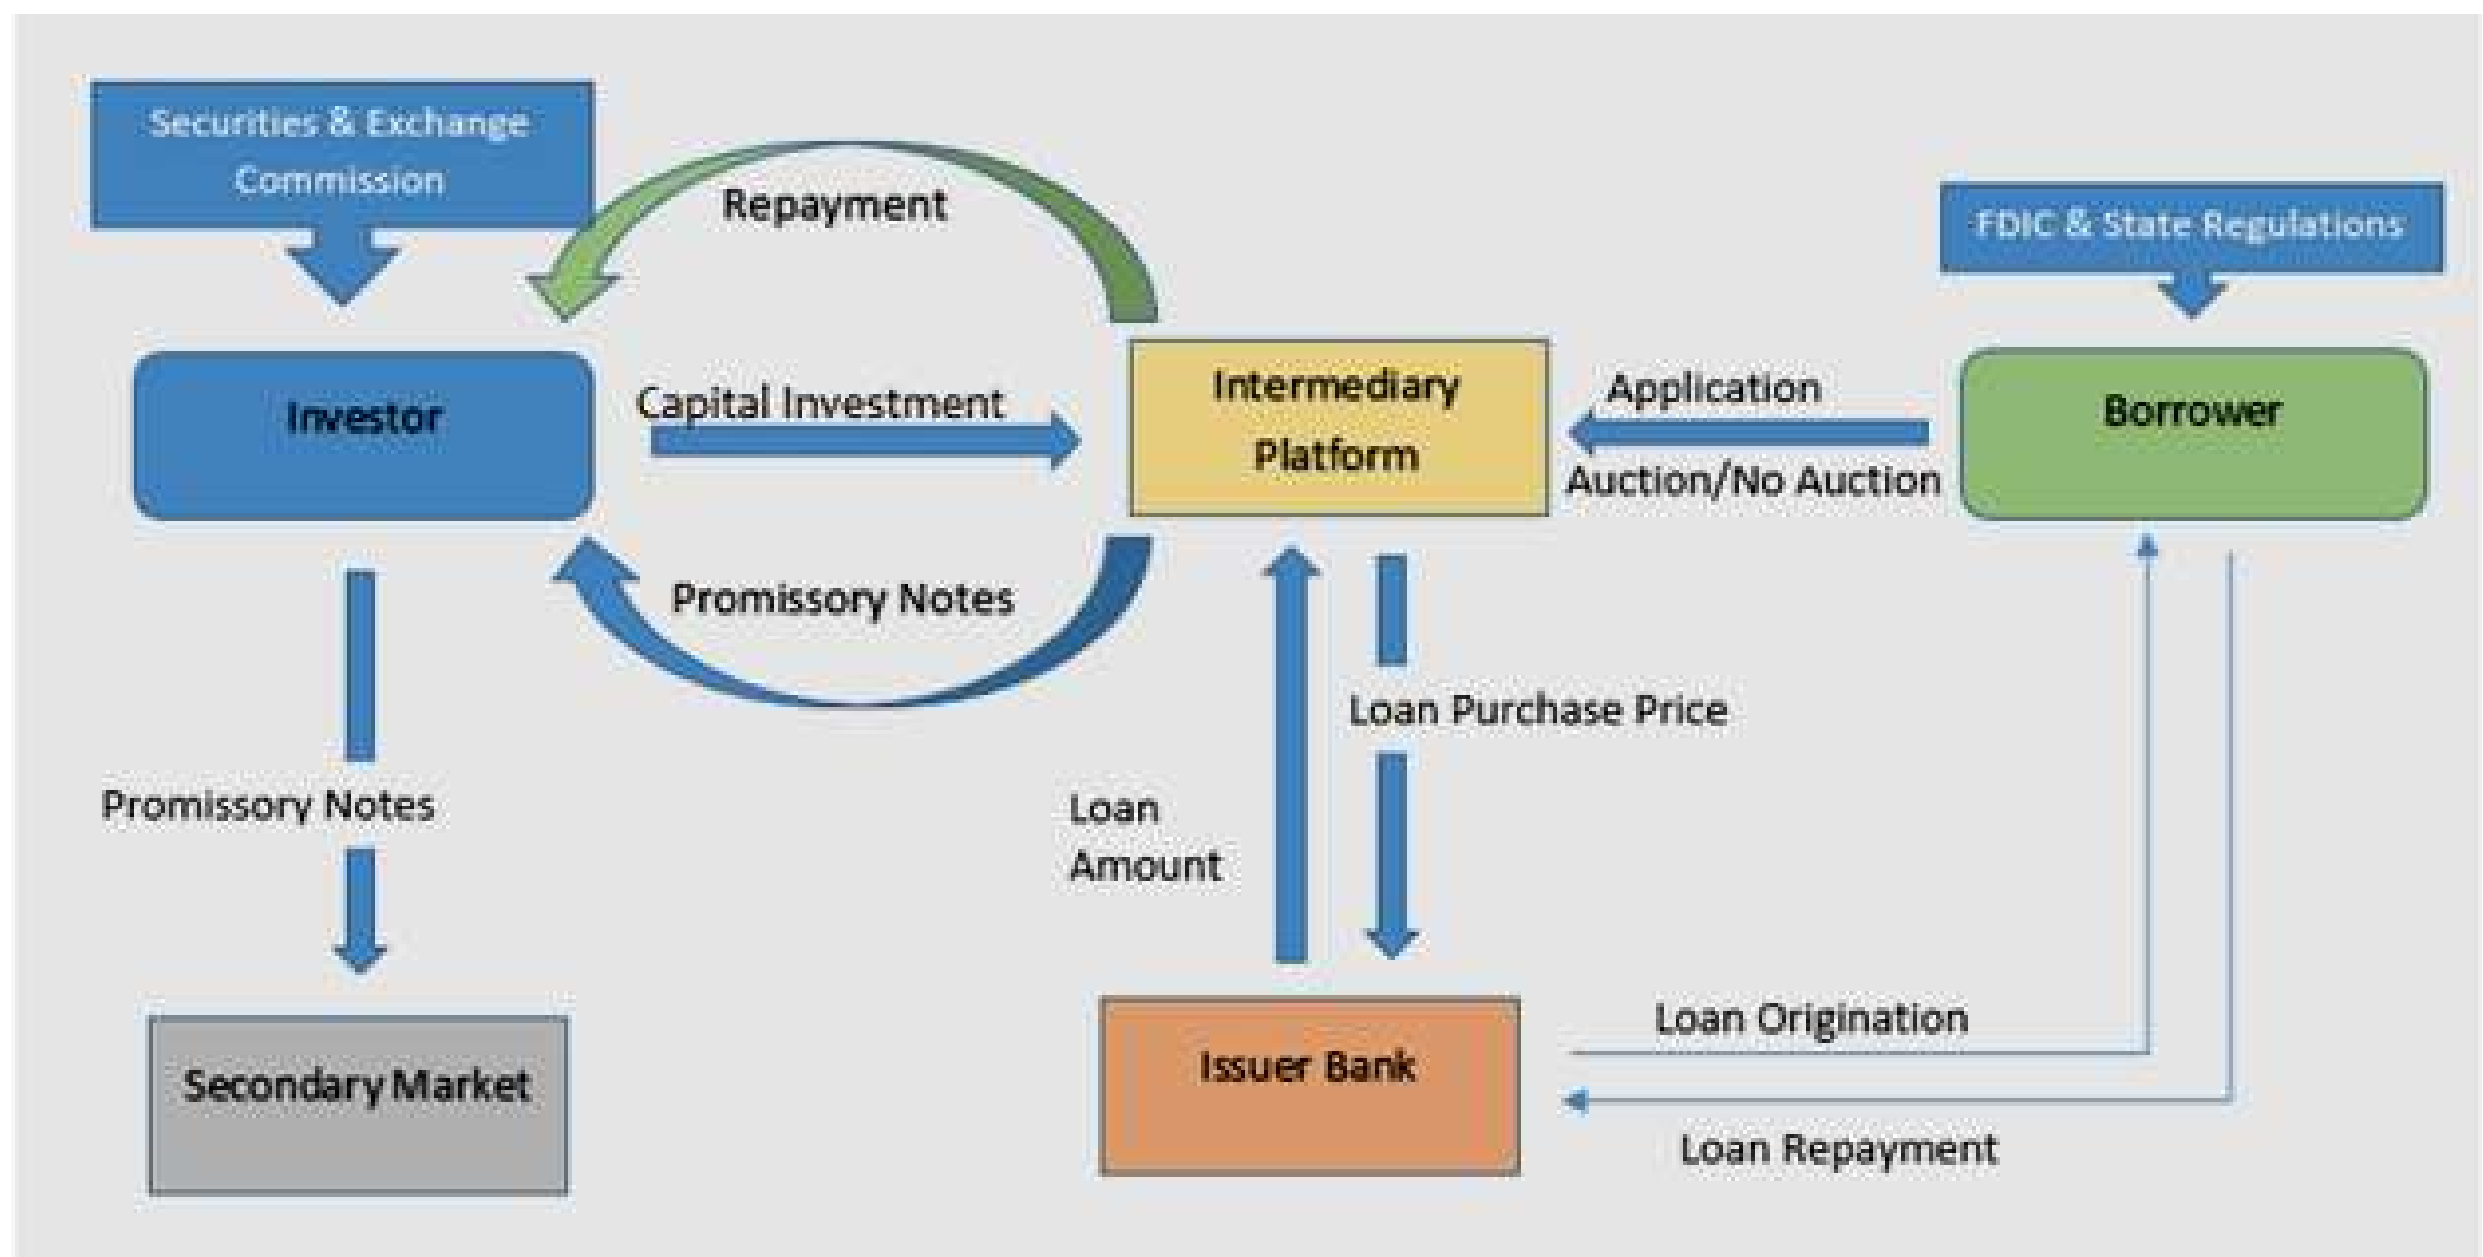 Securities & Exchange
Commission
Repayment
FDIC & State Regulations
Investor
Capital Investment
Intermediary
Platform
Application
Auction/No Auction
Borrower
Promissory Notes
Loan Purchase Price
Promissory Notes
Loan
Amount
Secondary Market
Issuer Bank
Loan Origination
Loan Repayment